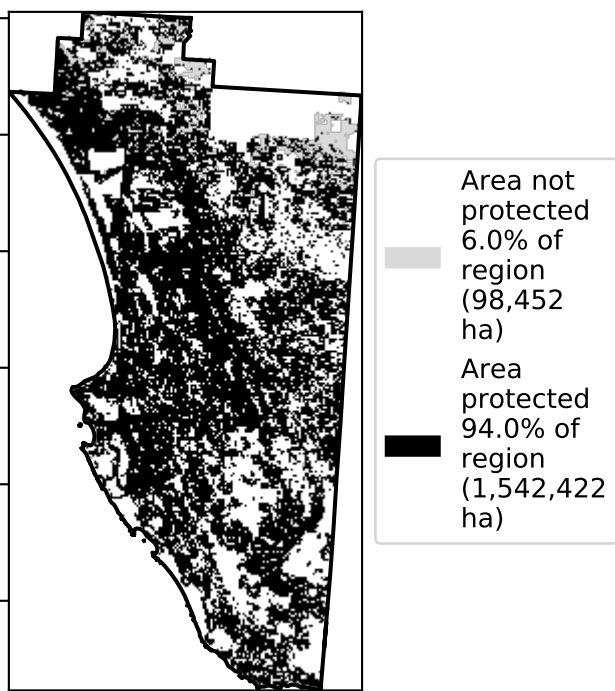 Area not
protected
6.0% of
region
(98,452
ha)
Area
protected
94.0% of
region
(1,542,422
ha)